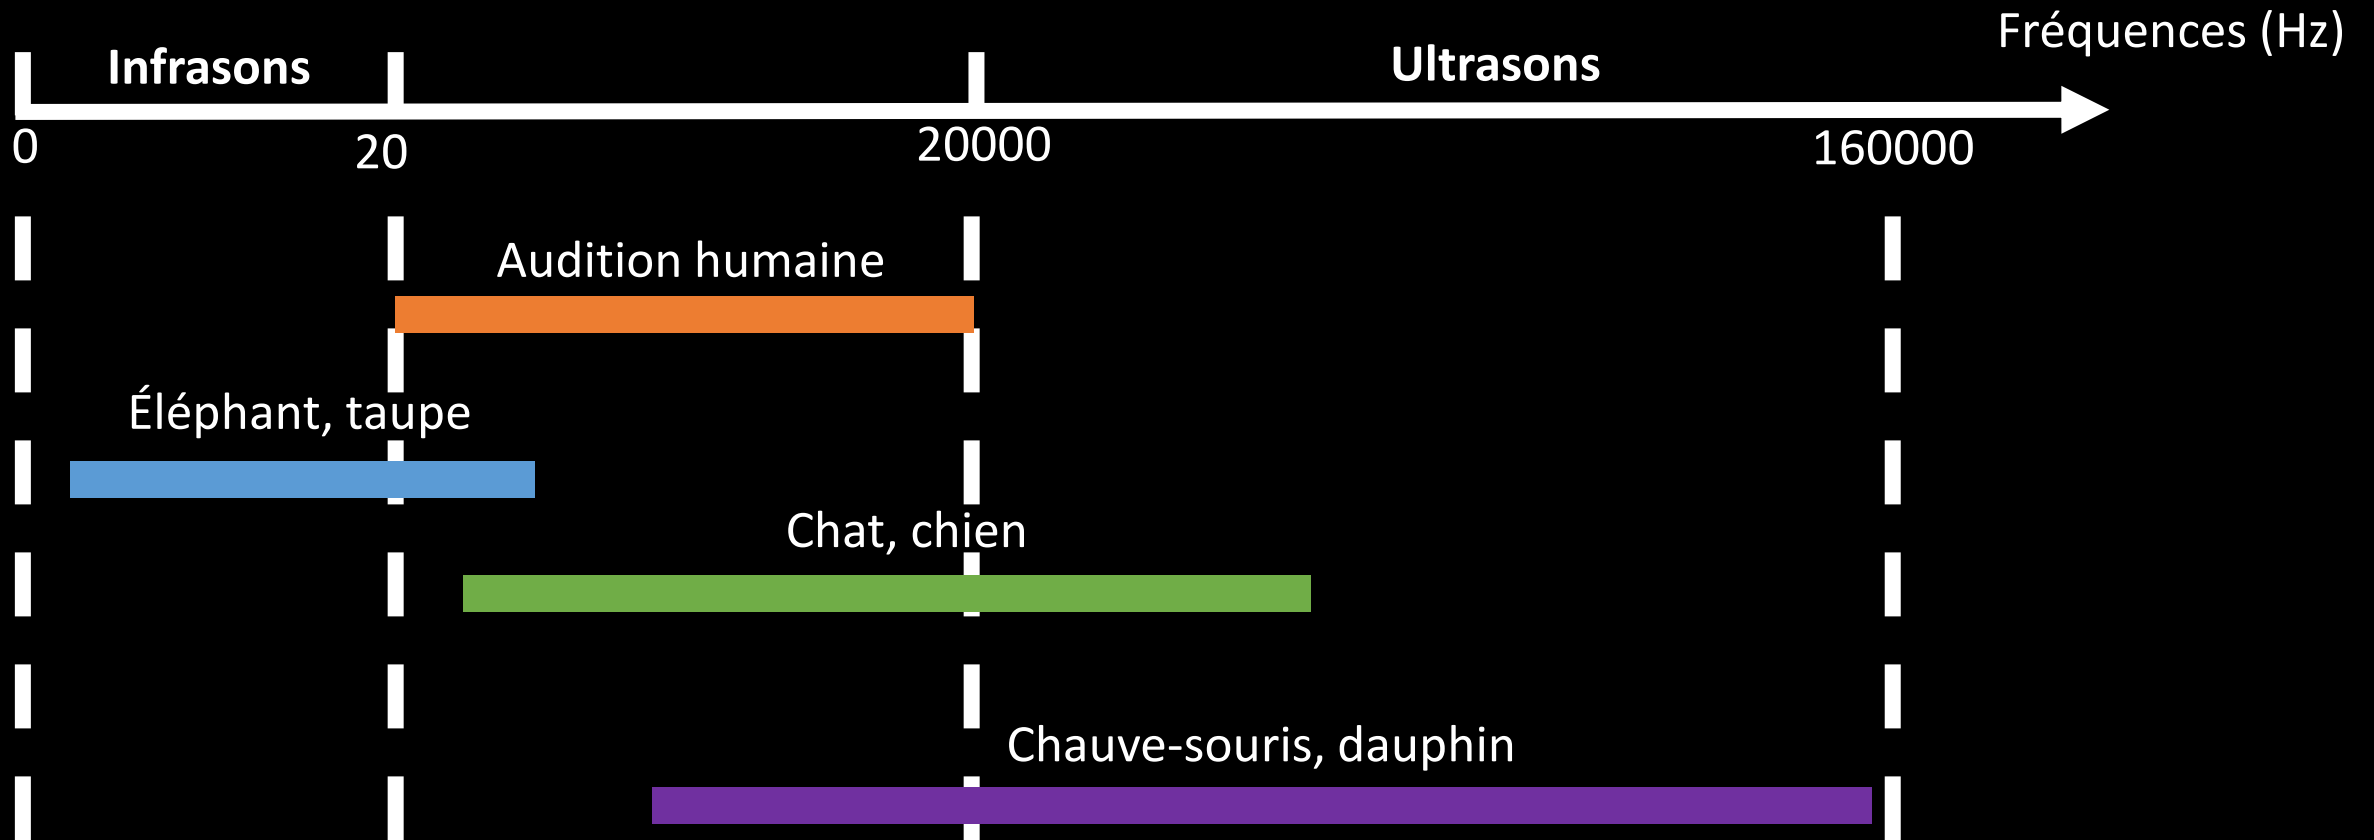 Fréquences (Hz)
Infrasons
Ultrasons
0
20
20000
160000
Audition humaine
Éléphant, taupe
Chat, chien
Chauve-souris, dauphin